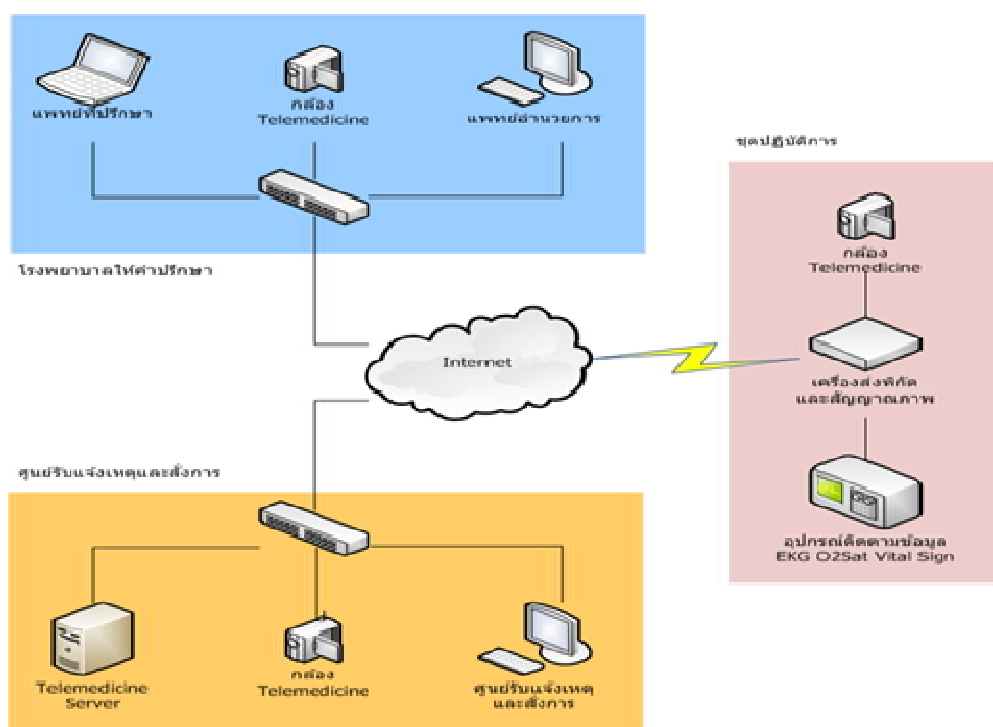 แพทย์ที่ปรึกษา
กล้อง
Telemedicine
แพทย์อำนวยการ
โรงพยาบาลให้คำปรึกษา
ชุดปฏิบัติการ
กล้อง
Telemedicine
Internet
เครื่องส่งพิกัด
และสัญญาณภาพ
อุปกรณ์ติดตามข้อมูล
EKG O2Sat Vital Sign
ศูนย์รับแจ้งเหตุและสั่งการ
Telemedicine
Server
กล้อง
Telemedicine
ศูนย์รับแจ้งเหตุ
และสั่งการ